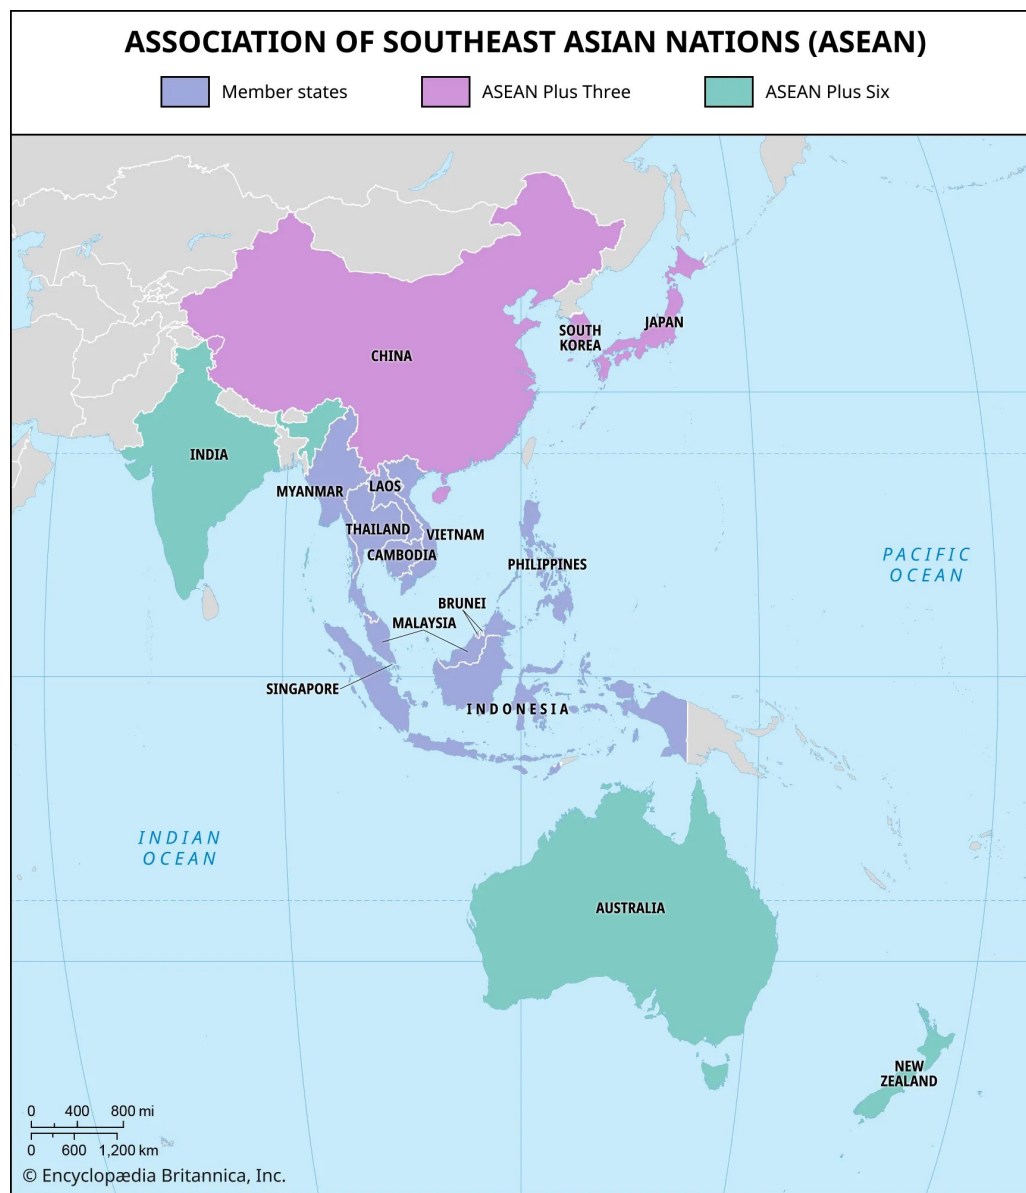 ASSOCIATION OF SOUTHEAST ASIAN NATIONS (ASEAN)
Member states
ASEAN Plus Three
ASEAN Plus Six
SOUTH
KOREA
JAPAN
CHINA
INDIA
MYANMAR
LAOS
THAILAND
VIETNAM
CAMBODIA
PHILIPPINES
PACIFIC
OCEAN
BRUNEI
MALAYSIA
SINGAPORE
INDONESIA
INDIAN
OCEAN
AUSTRALIA
NEW
ZEALAND
0 400 800 mi
0 600 1,200 km
© Encyclopædia Britannica, Inc.